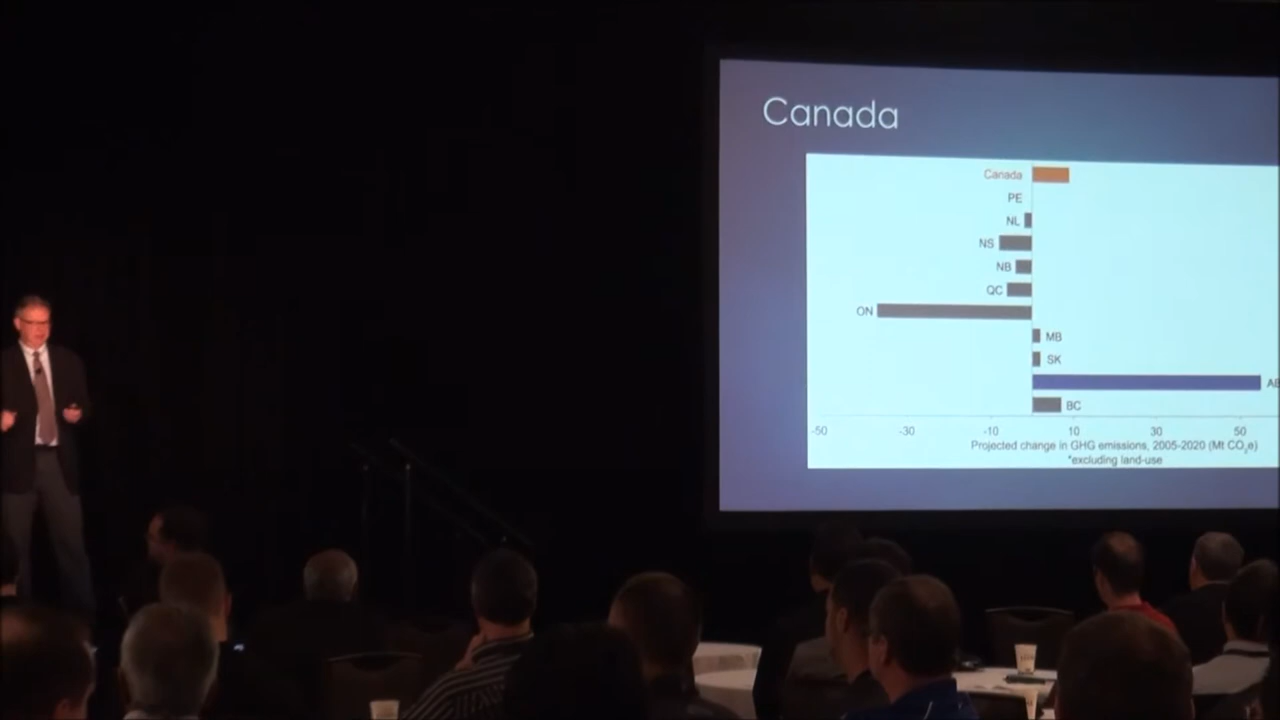 Canada
Canada
PE
NL
NS
NB
QC
ON
MB
SK
AB
BC
-50 -30 -10 10 30 50
Projected change in GHG emissions, 2005-2020 (Mt CO₂e)
*excluding land-use